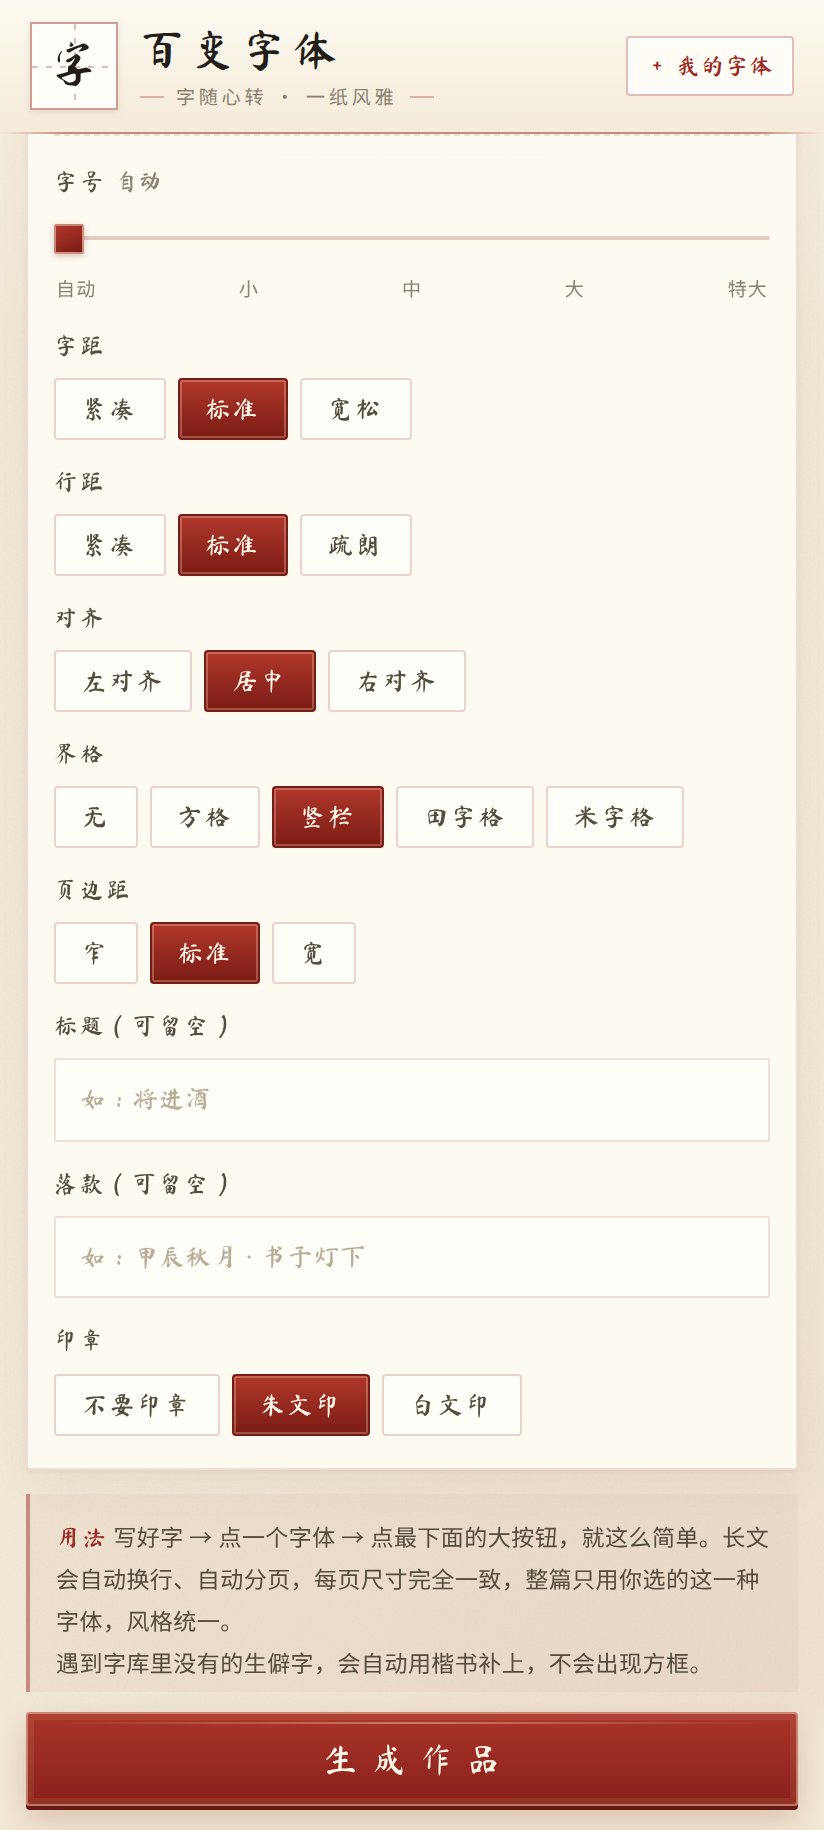 字
百变字体
字随心转 · 一纸风雅
+ 我的字体
字号 自动
自动 小 中 大 特大
字距
紧凑 标准 宽松
行距
紧凑 标准 疏朗
对齐
左对齐 居中 右对齐
界格
无 方格 竖栏 田字格 米字格
页边距
窄 标准 宽
标题(可留空)
如:将进酒
落款(可留空)
如:甲辰秋月·书于灯下
印章
不要印章 朱文印 白文印
用法 写好字 → 点一个字体 → 点最下面的大按钮，就这么简单。长文
会自动换行、自动分页，每页尺寸完全一致，整篇只用你选的这一种
字体，风格统一。
遇到字库里没有的生僻字，会自动用楷书补上，不会出现方框。
生成作品